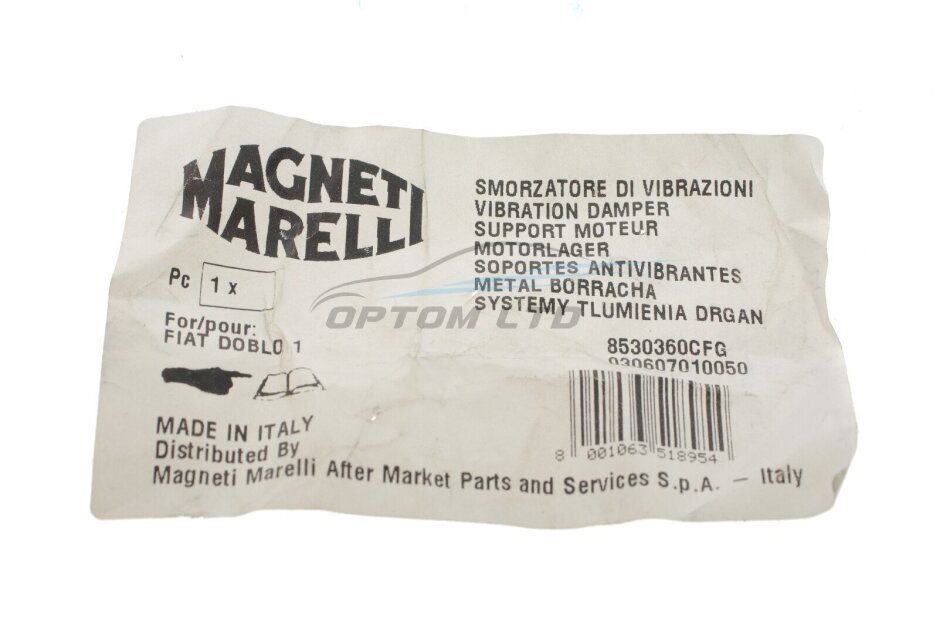 MAGNETI
MARELLI
Pc 1 x
For/pour:
FIAT DOBLO 1
MADE IN ITALY
Distributed By
Magneti Marelli After Market Parts and Services S.p.A. – Italy
SMORZATORE DI VIBRAZIONI
VIBRATION DAMPER
SUPPORT MOTEUR
MOTORLAGER
SOPORTES ANTIVIBRANTES
METAL BORRACHA
SYSTEMY TLUMIENIA DRGAN
8530360CFG
030607010050
8 001063 518954
OPTOM LTD